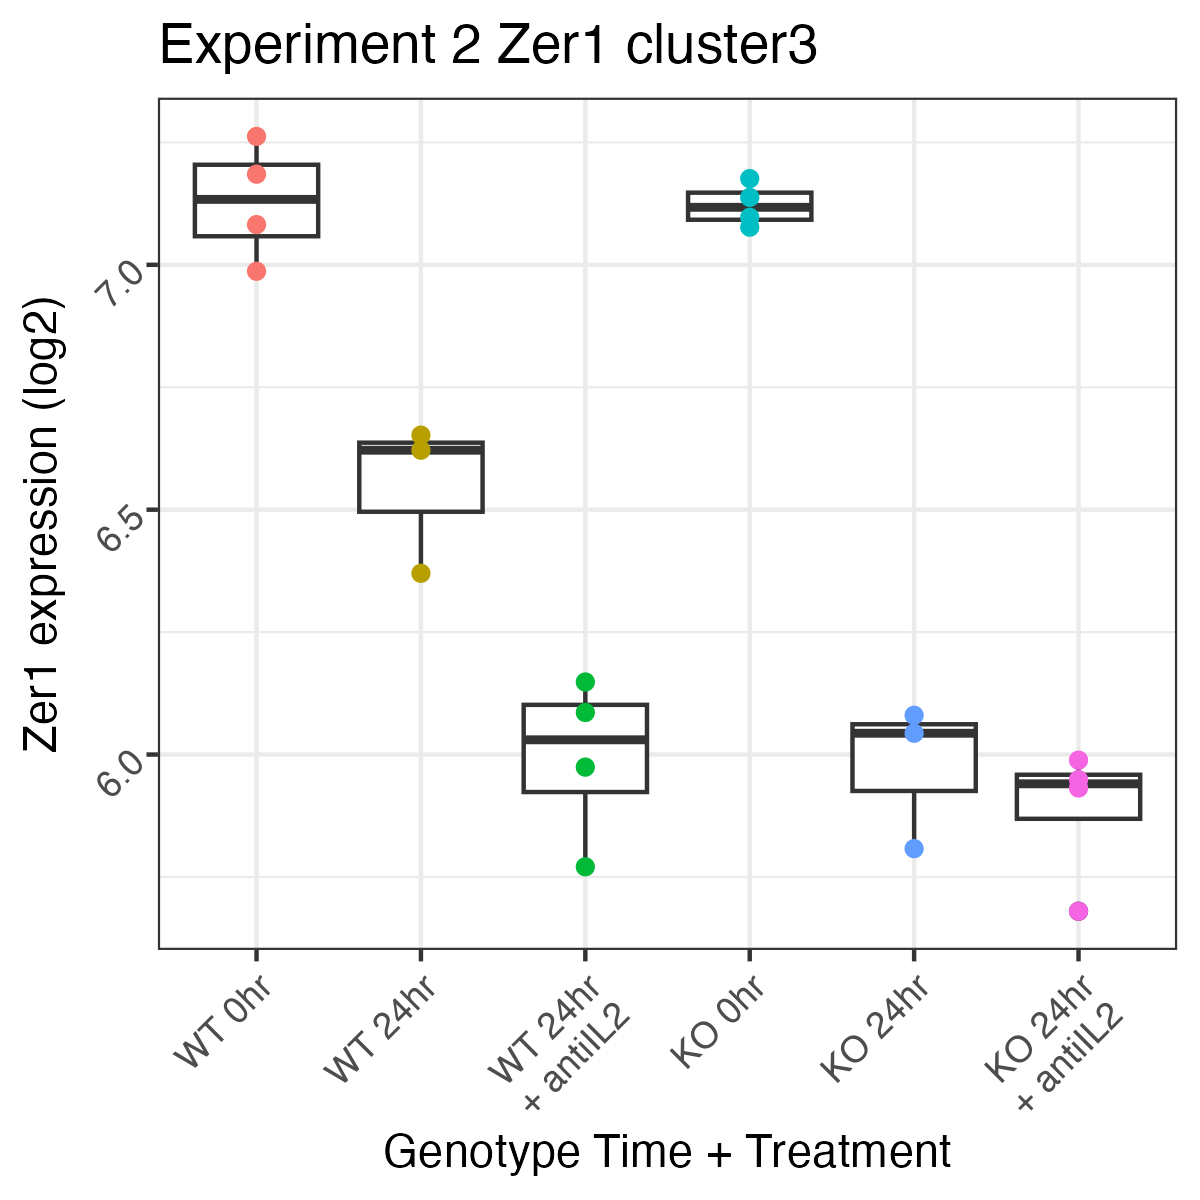 Experiment 2 Zer1 cluster3
Zer1 expression (log2)
7.0
6.5
6.0
WT 0hr
WT 24hr
WT 24hr
+ antiIL2
KO 0hr
KO 24hr
KO 24hr
+ antiIL2
Genotype Time + Treatment